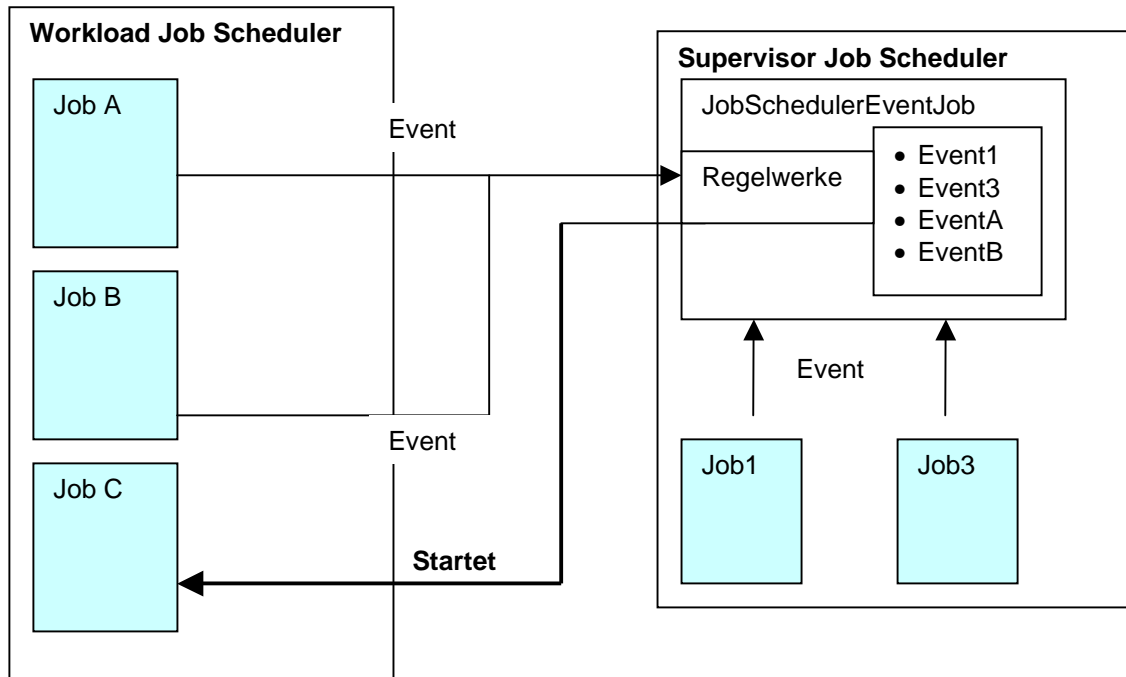 Workload Job Scheduler
Job A
Event
Job B
Event
Job C
Startet
Supervisor Job Scheduler
JobSchedulerEventJob
Regelwerke
• Event1
• Event3
• EventA
• EventB
Event
Job1
Job3